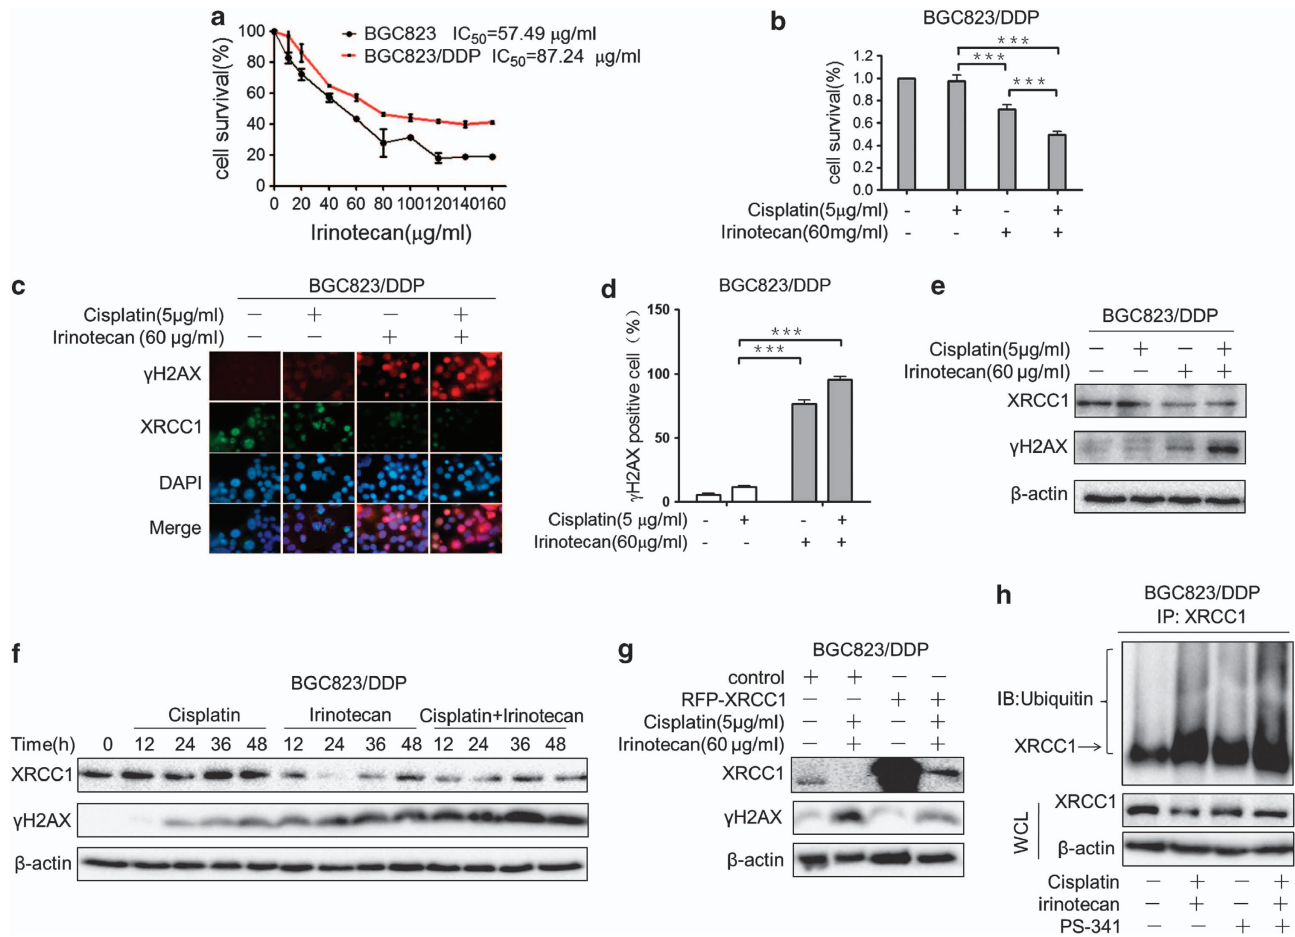 a
BGC823 IC50=57.49 μg/ml
BGC823/DDP IC50=87.24 μg/ml
cell survival(%)
100
80
60
40
20
0
0 20 40 60 80 100 120 140 160
Irinotecan(μg/ml)
b
BGC823/DDP
cell survival(%)
1.2
1.0
0.8
0.6
0.4
0.2
0.0
***
***
***
Cisplatin(5μg/ml) - + - +
Irinotecan(60mg/ml) - - + +
c
BGC823/DDP
Cisplatin(5μg/ml) − + − +
Irinotecan (60 μg/ml) − − + +
γH2AX
XRCC1
DAPI
Merge
d
BGC823/DDP
γH2AX positive cell (%)
150
100
50
0
***
***
Cisplatin(5 μg/ml) - + - +
Irinotecan(60μg/ml) - - + +
e
BGC823/DDP
Cisplatin(5μg/ml) − + − +
Irinotecan(60 μg/ml) − − + +
XRCC1
γH2AX
β-actin
f
BGC823/DDP
Cisplatin Irinotecan Cisplatin+Irinotecan
Time(h) 0 12 24 36 48 12 24 36 48 12 24 36 48
XRCC1
γH2AX
β-actin
g
BGC823/DDP
control + + − −
RFP-XRCC1 − − + +
Cisplatin(5μg/ml) − + − +
Irinotecan(60 μg/ml) − + − +
XRCC1
γH2AX
β-actin
h
BGC823/DDP
IP: XRCC1
IB:Ubiquitin
XRCC1→
WCL
XRCC1
β-actin
Cisplatin − + − +
irinotecan − + − +
PS-341 − − + +